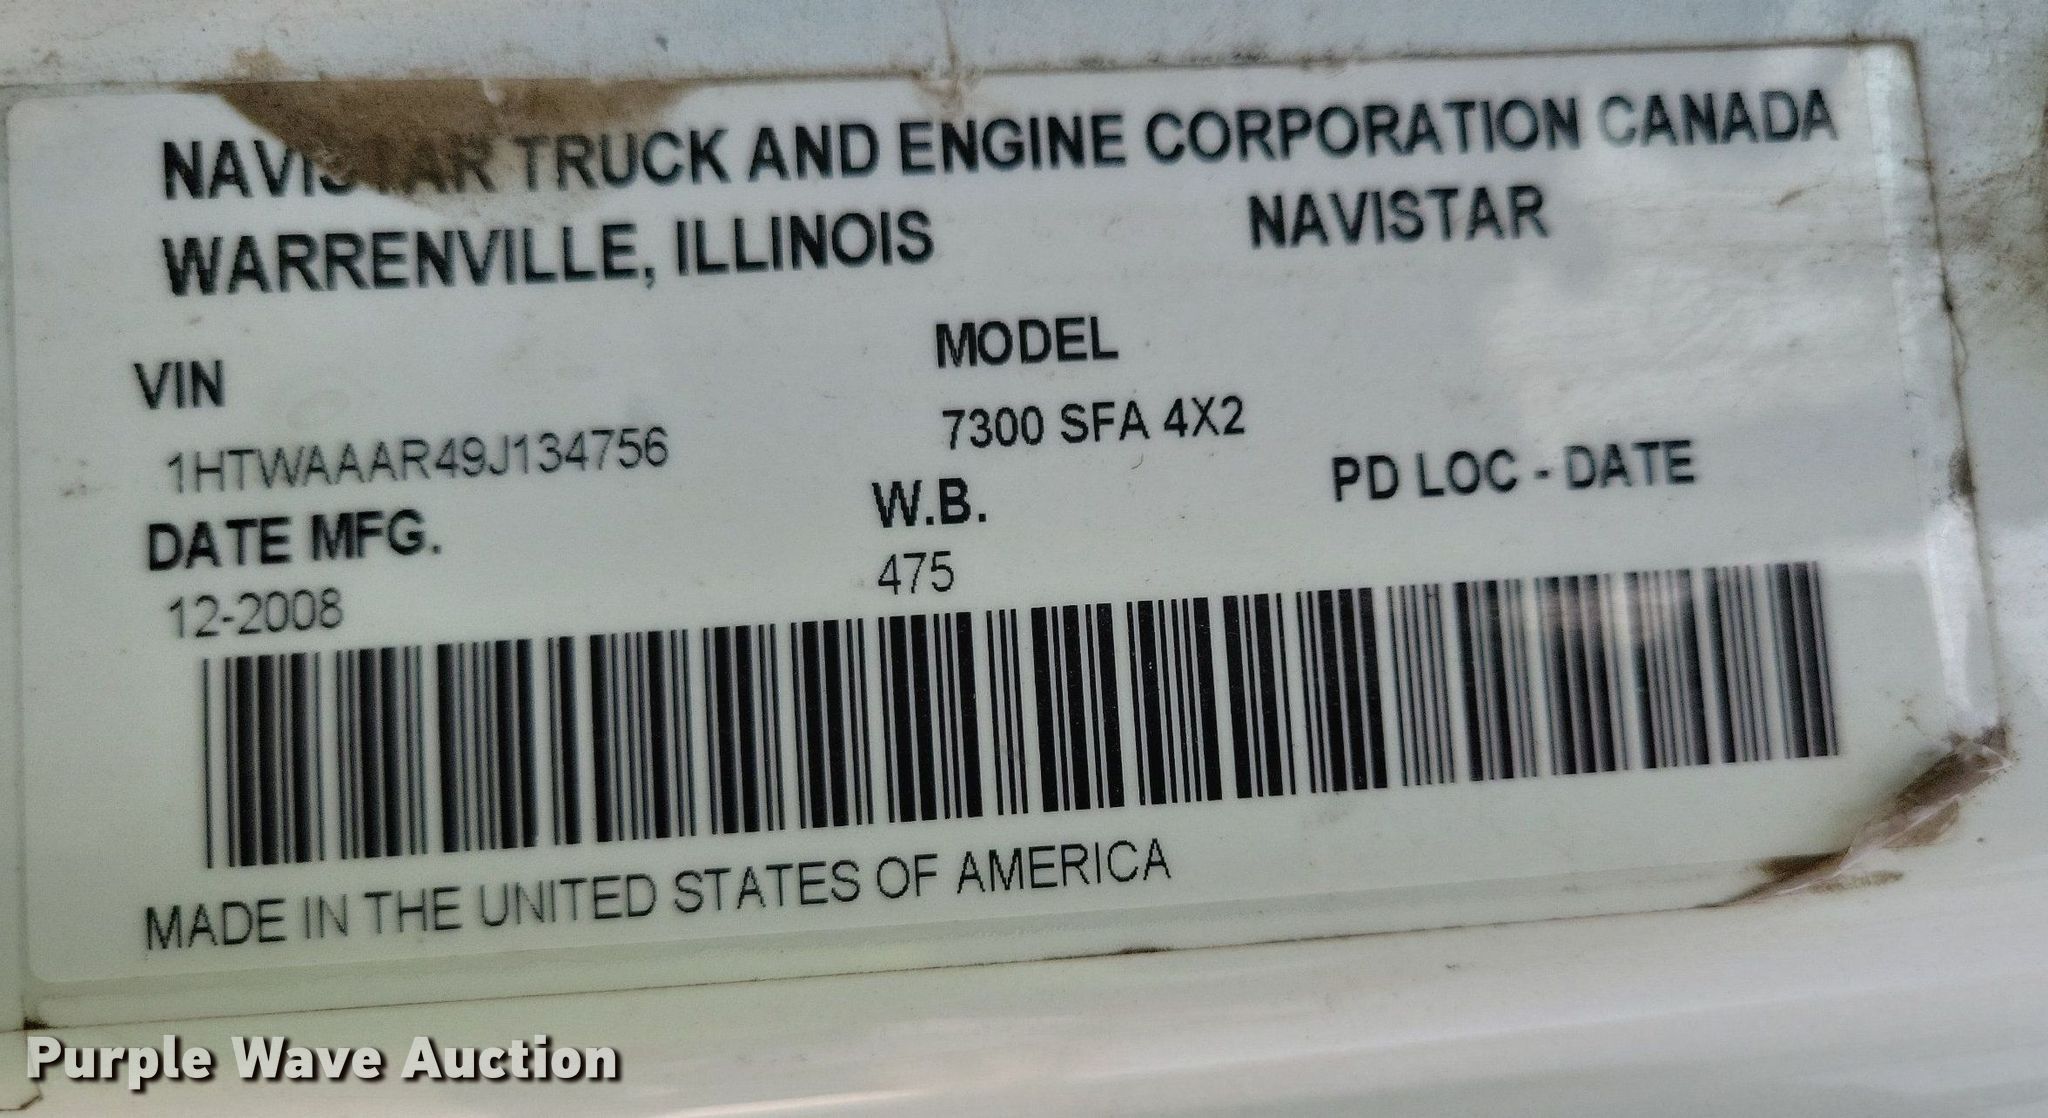 NAVISTAR TRUCK AND ENGINE CORPORATION CANADA
WARRENVILLE, ILLINOIS NAVISTAR
VIN MODEL
1HTWAAAR49J134756 7300 SFA 4X2
DATE MFG. W.B. PD LOC - DATE
12-2008 475
MADE IN THE UNITED STATES OF AMERICA
Purple Wave Auction